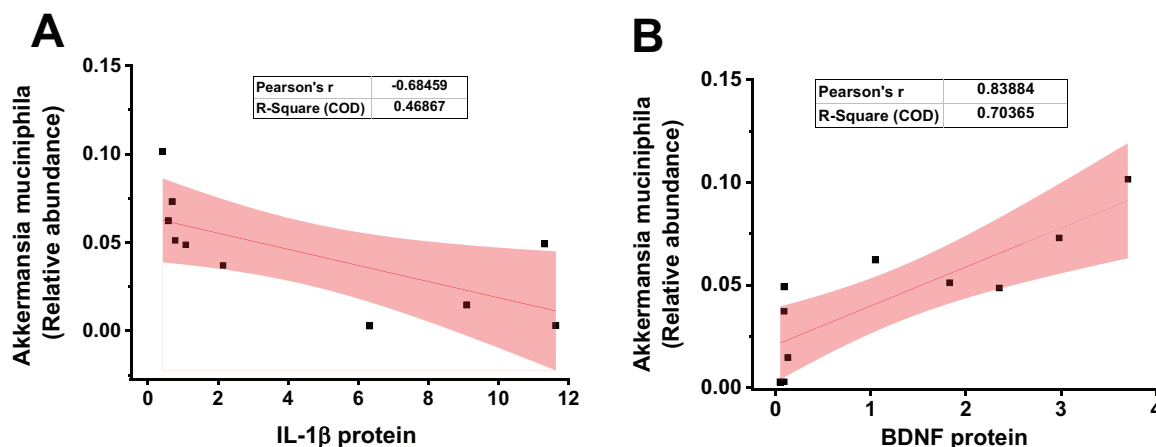 A
Akkermansia muciniphila
(Relative abundance)
0.15
0.10
0.05
0.00
Pearson's r -0.68459
R-Square (COD) 0.46867
0 2 4 6 8 10 12
IL-1β protein
B
Akkermansia muciniphila
(Relative abundance)
0.15
0.10
0.05
0.00
Pearson's r 0.83884
R-Square (COD) 0.70365
0 1 2 3 4
BDNF protein